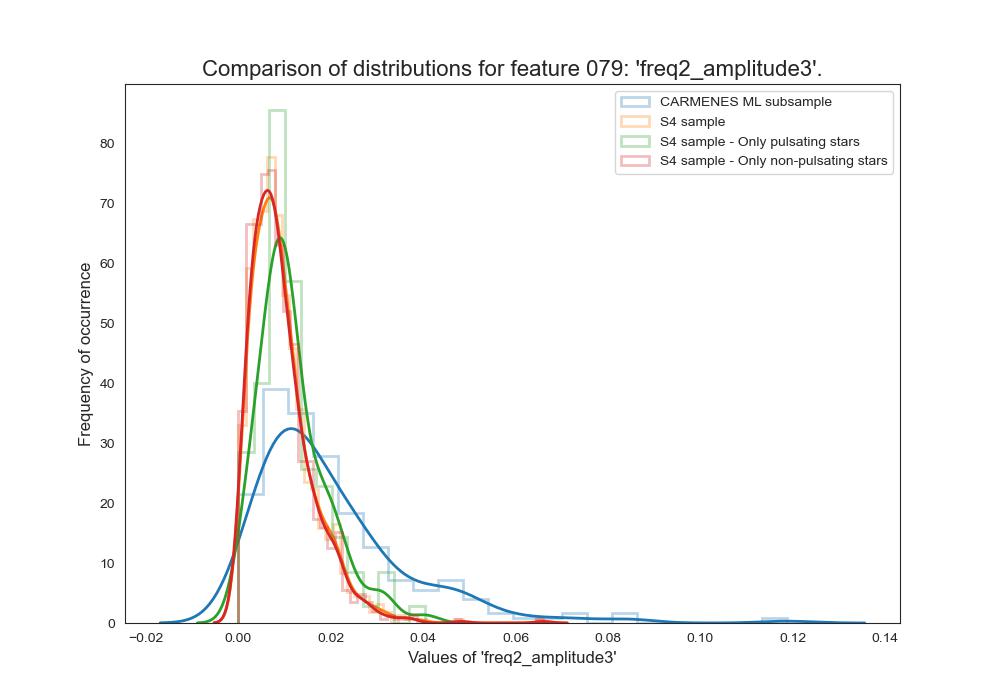 Comparison of distributions for feature 079: 'freq2_amplitude3'.
CARMENES ML subsample
S4 sample
S4 sample - Only pulsating stars
S4 sample - Only non-pulsating stars
Frequency of occurrence
80
70
60
50
40
30
20
10
0
-0.02 0.00 0.02 0.04 0.06 0.08 0.10 0.12 0.14
Values of 'freq2_amplitude3'